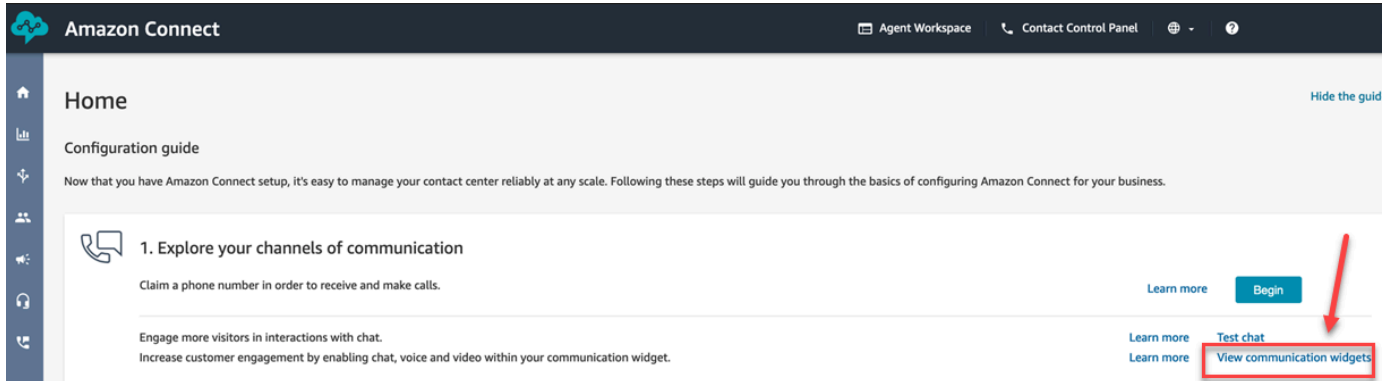 Amazon Connect
Agent Workspace
Contact Control Panel
Home
Hide the guid
Configuration guide
Now that you have Amazon Connect setup, it's easy to manage your contact center reliably at any scale. Following these steps will guide you through the basics of configuring Amazon Connect for your business.
1. Explore your channels of communication
Claim a phone number in order to receive and make calls.
Learn more
Begin
Engage more visitors in interactions with chat.
Learn more
Test chat
Increase customer engagement by enabling chat, voice and video within your communication widget.
Learn more
View communication widgets